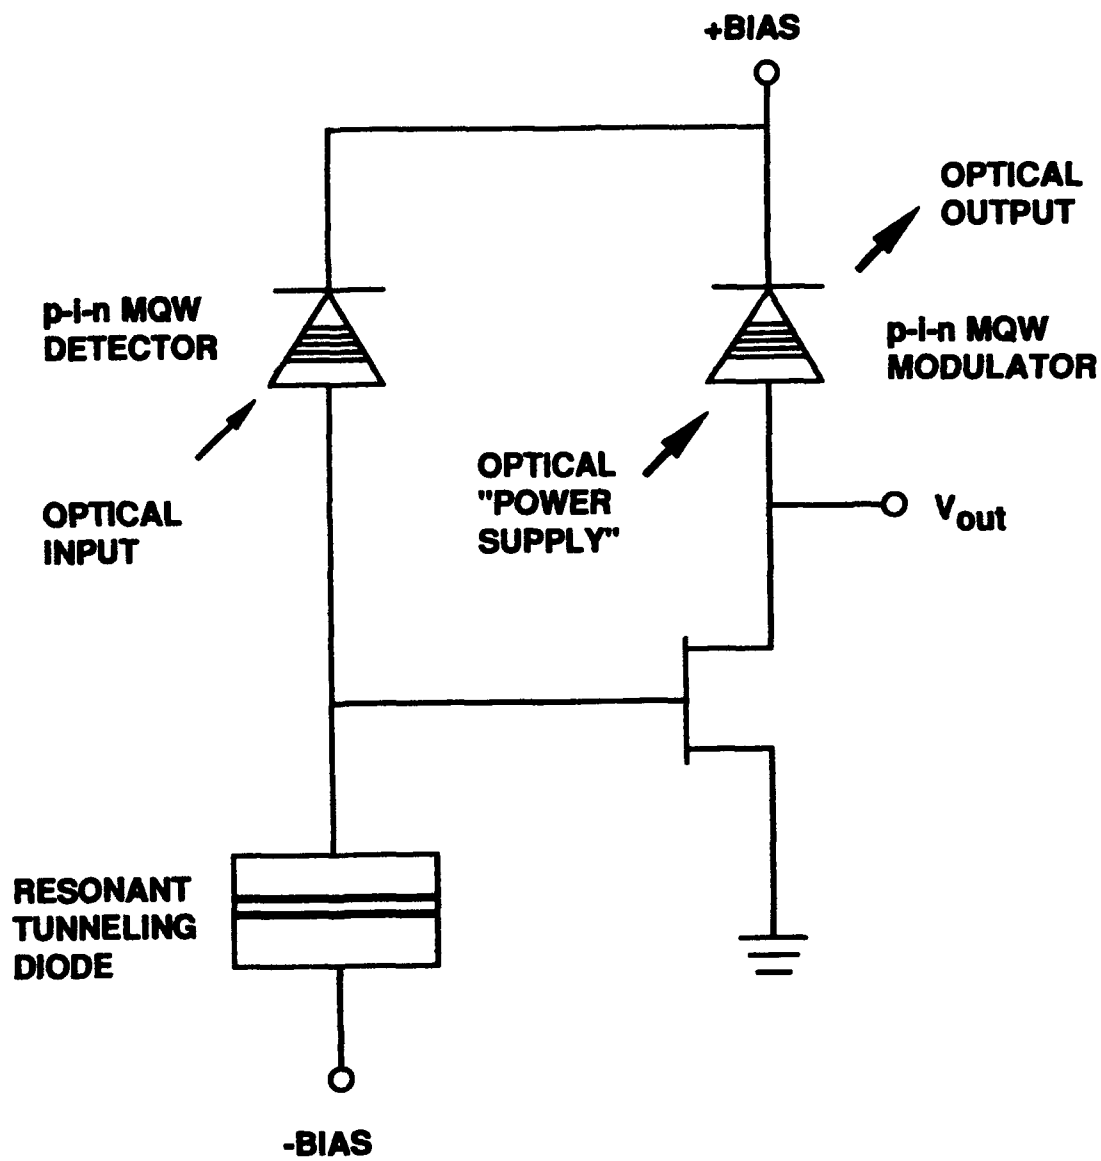 +BIAS
OPTICAL
OUTPUT
p-i-n MQW
DETECTOR
p-i-n MQW
MODULATOR
OPTICAL
"POWER
SUPPLY"
OPTICAL
INPUT
Vout
RESONANT
TUNNELING
DIODE
-BIAS